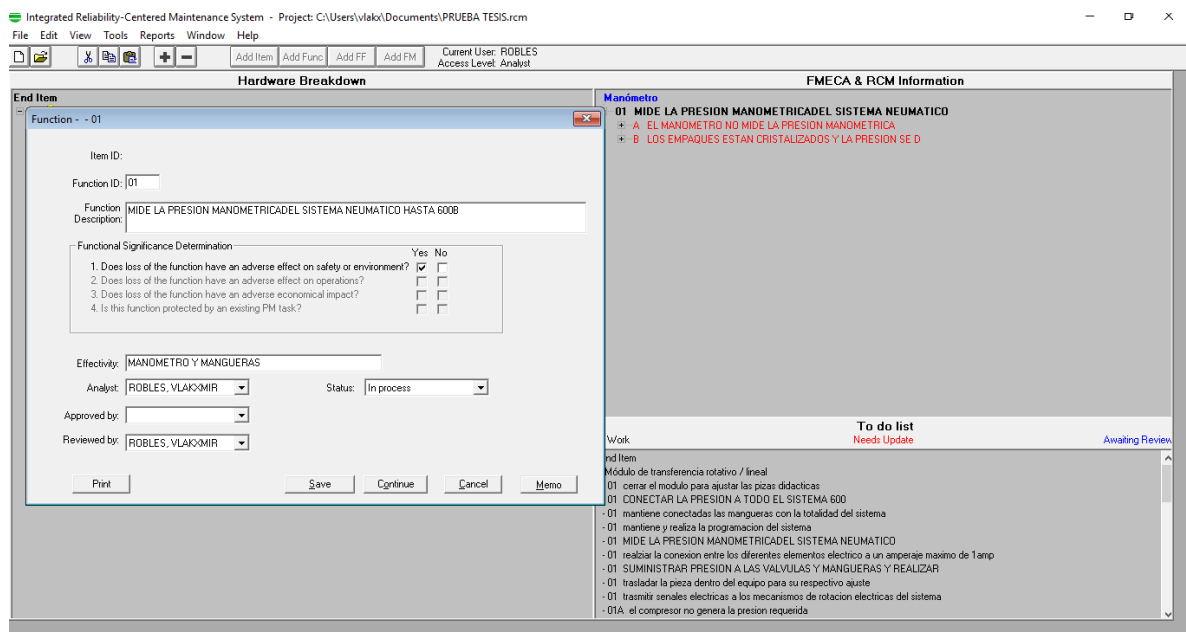 Integrated Reliability-Centered Maintenance System - Project: C:\Users\vlakx\Documents\PRUEBA TESIS.rcm
File Edit View Tools Reports Window Help
Add Item Add Func Add FF Add FM
Current User: ROBLES
Access Level: Analyst
Hardware Breakdown
End Item
Function - - 01
Item ID:
Function ID: 01
Function Description: MIDE LA PRESION MANOMETRICADEL SISTEMA NEUMATICO HASTA 600B
Functional Significance Determination
Yes No
1. Does loss of the function have an adverse effect on safety or environment?
2. Does loss of the function have an adverse effect on operations?
3. Does loss of the function have an adverse economical impact?
4. Is this function protected by an existing PM task?
Effectivity: MANOMETRO Y MANGUERAS
Analyst: ROBLES, VLAKXMIR Status: In process
Approved by:
Reviewed by: ROBLES, VLAKXMIR
Print Save Continue Cancel Memo
FMECA & RCM Information
Manómetro
01 MIDE LA PRESION MANOMETRICADEL SISTEMA NEUMATICO
A EL MANOMETRO NO MIDE LA PRESION MANOMETRICA
B LOS EMPAQUES ESTAN CRISTALIZADOS Y LA PRESION SE D
To do list
Work Needs Update Awaiting Review
nd Item
Módulo de transferencia rotativo / lineal
01 cerrar el modulo para ajustar las pizas didacticas
01 CONECTAR LA PRESION A TODO EL SISTEMA 600
- 01 mantiene conectadas las mangueras con la totalidad del sistema
- 01 mantiene y realiza la programacion del sistema
- 01 MIDE LA PRESION MANOMETRICADEL SISTEMA NEUMATICO
- 01 realziar la conexion entre los diferentes elementos electrico a un amperaje maximo de 1amp
- 01 SUMINISTRAR PRESION A LAS VALVULAS Y MANGUERAS Y REALIZAR
- 01 trasladar la pieza dentro del equipo para su respectivo ajuste
- 01 trasmitir senales electricas a los mecanismos de rotacion electricas del sistema
- 01A el compresor no genera la presion requerida